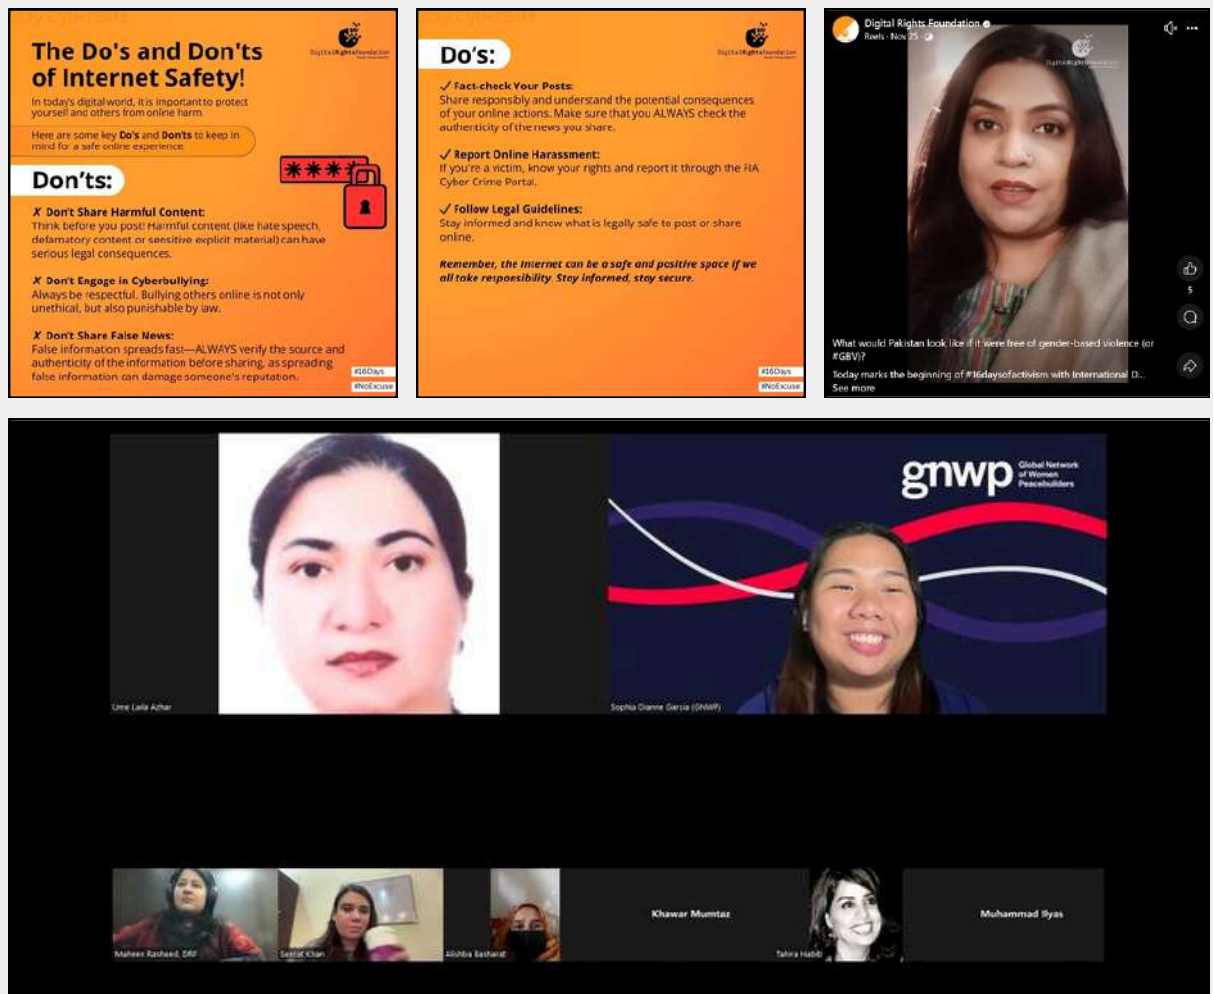 The Do's and Don'ts
of Internet Safety!
In today's digital world, it is important to protect
yourself and others from online harm.
Here are some key Do's and Don'ts to keep in
mind for a safe online experience
Don'ts:
✗ Don't Share Harmful Content:
Think before you post! Harmful content (like hate speech,
defamatory content or sensitive explicit material) can have
serious legal consequences.
✗ Don't Engage in Cyberbullying:
Always be respectful. Bullying others online is not only
unethical, but also punishable by law.
✗ Don't Share False News:
False information spreads fast—ALWAYS verify the source and
authenticity of the information before sharing, as spreading
false information can damage someone's reputation.
DigitalRightsFoundation
****
#16Days
#NoExcuse
Do's:
DigitalRightsFoundation
✓ Fact-check Your Posts:
Share responsibly and understand the potential consequences
of your online actions. Make sure that you ALWAYS check the
authenticity of the news you share.
✓ Report Online Harassment:
If you're a victim, know your rights and report it through the FIA
Cyber Crime Portal.
✓ Follow Legal Guidelines:
Stay informed and know what is legally safe to post or share
online.
Remember, the Internet can be a safe and positive space if we
all take responsibility. Stay informed, stay secure.
#16Days
#NoExcuse
Digital Rights Foundation
Reels · Nov 25 ·
DigitalRightsFoundation
5
What would Pakistan look like if it were free of gender-based violence (or
#GBV)?
Today marks the beginning of #16daysofactivism with International D...
See more
gnwp Global Network
of Women
Peacebuilders
Ume Laila Azhar
Sophia Dianne Garcia (GNWP)
Maheen Rasheed, DRF
Seerat Khan
Alishba Basharat
Khawar Mumtaz
Tahira Habib
Muhammad Ilyas